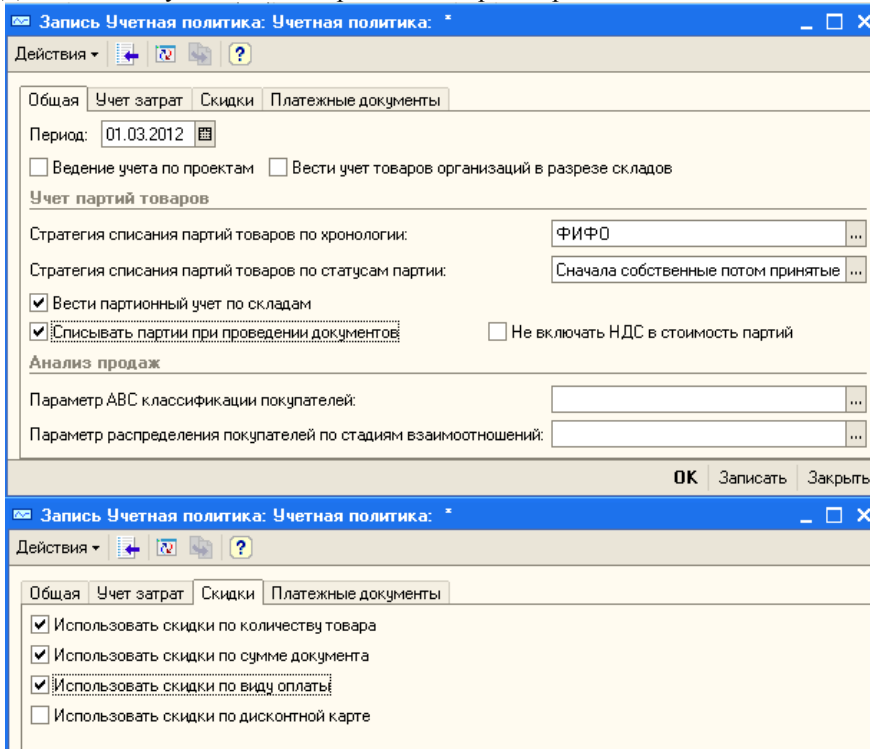 Запись Учетная политика: Учетная политика: *
Действия
Общая Учет затрат Скидки Платежные документы
Период: 01.03.2012
Ведение учета по проектам Вести учет товаров организаций в разрезе складов
Учет партий товаров
Стратегия списания партий товаров по хронологии: ФИФО ...
Стратегия списания партий товаров по статусам партии: Сначала собственные потом принятые ...
Вести партионный учет по складам
Списывать партии при проведении документов Не включать НДС в стоимость партий
Анализ продаж
Параметр ABC классификации покупателей: ...
Параметр распределения покупателей по стадиям взаимоотношений: ...
OK Записать Закрыть
Запись Учетная политика: Учетная политика: *
Действия
Общая Учет затрат Скидки Платежные документы
Использовать скидки по количеству товара
Использовать скидки по сумме документа
Использовать скидки по виду оплаты
Использовать скидки по дисконтной карте